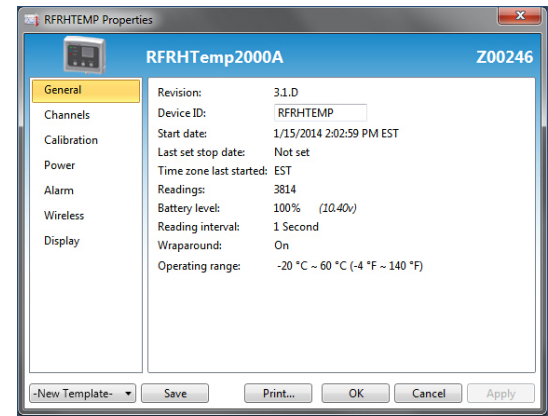 RFRHTEMP Properties
RFRHTemp2000A Z00246
General
Channels
Calibration
Power
Alarm
Wireless
Display
Revision: 3.1.D
Device ID: RFRHTEMP
Start date: 1/15/2014 2:02:59 PM EST
Last set stop date: Not set
Time zone last started: EST
Readings: 3814
Battery level: 100% (10.40v)
Reading interval: 1 Second
Wraparound: On
Operating range: -20 °C ~ 60 °C (-4 °F ~ 140 °F)
-New Template- Save Print... OK Cancel Apply